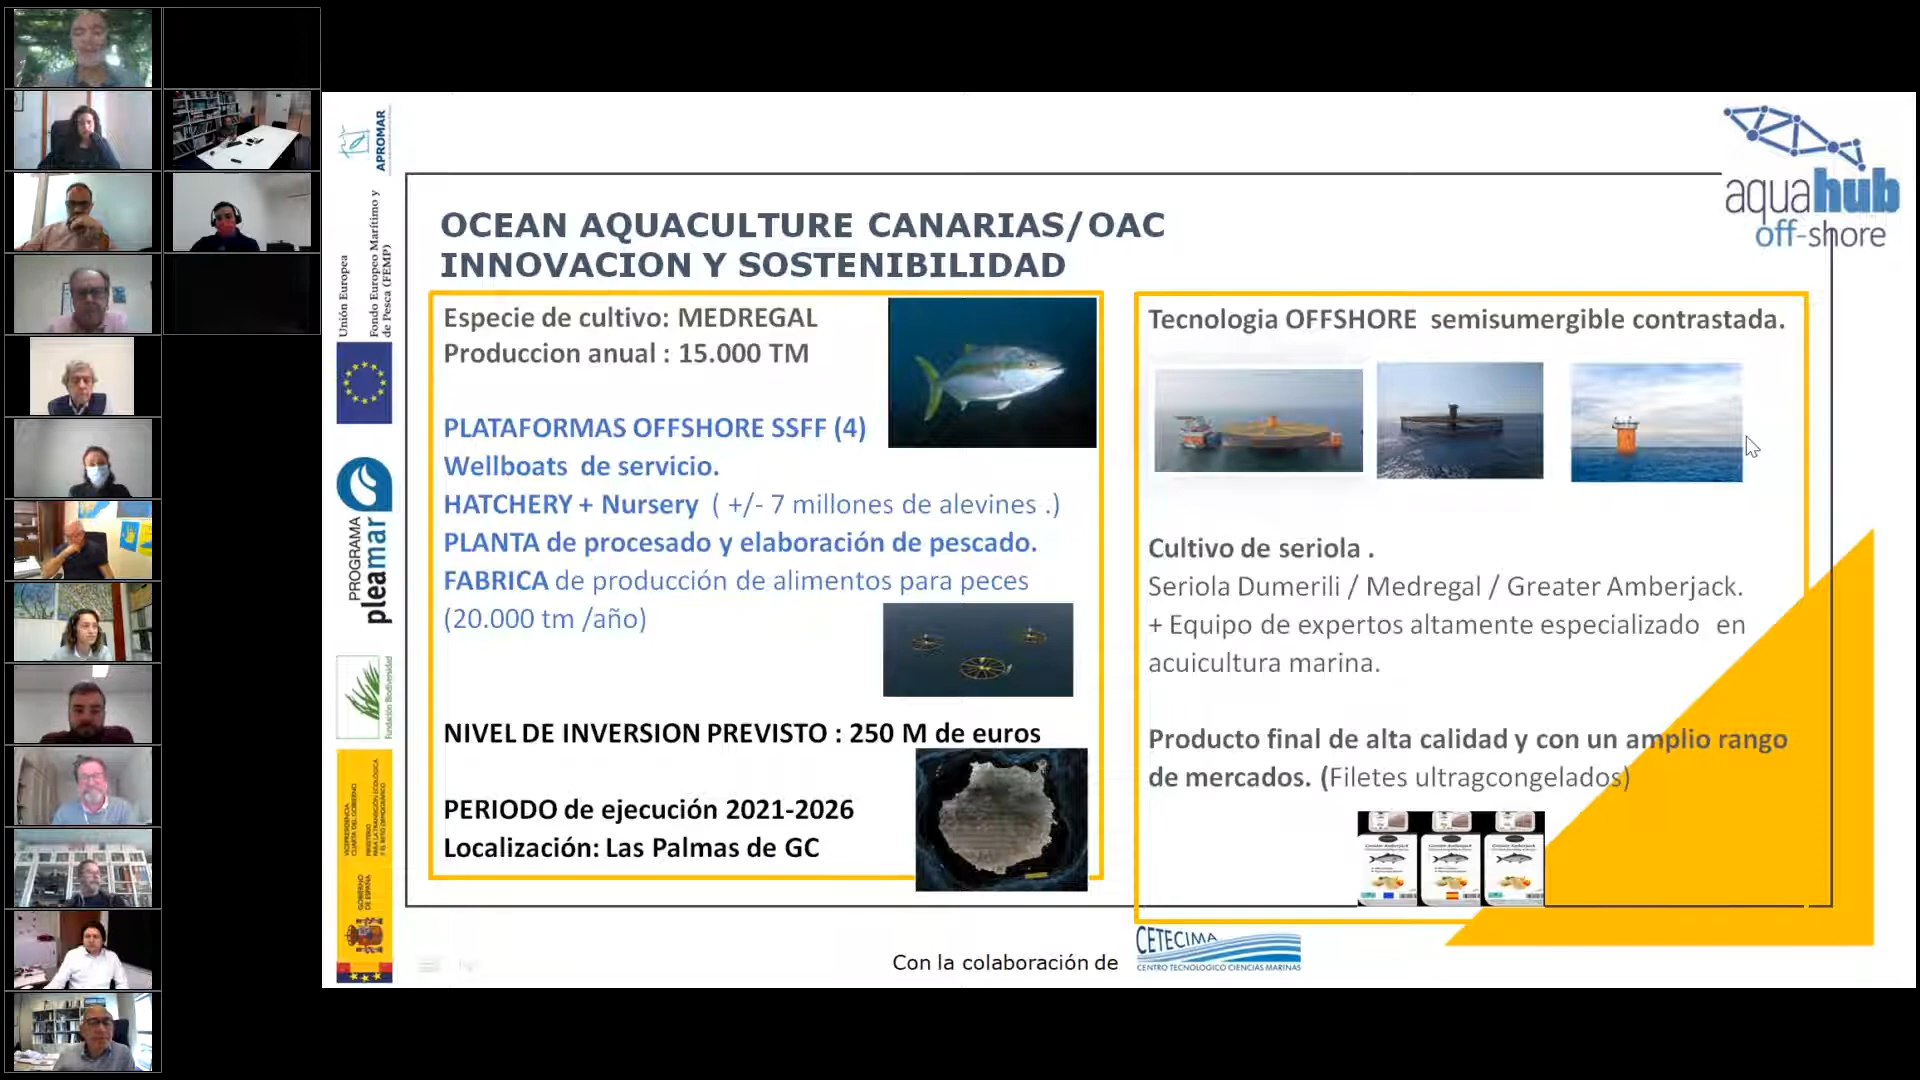 APROMAR
Unión Europea
Fondo Europeo Marítimo y
de Pesca (FEMP)
PROGRAMA
pleamar
Fundación Biodiversidad
VICEPRESIDENCIA
CUARTA DEL GOBIERNO
MINISTERIO
PARA LA TRANSICIÓN ECOLÓGICA
Y EL RETO DEMOGRÁFICO
GOBIERNO
DE ESPAÑA
aquahub
off-shore
OCEAN AQUACULTURE CANARIAS/OAC
INNOVACION Y SOSTENIBILIDAD
Especie de cultivo: MEDREGAL
Produccion anual : 15.000 TM
PLATAFORMAS OFFSHORE SSFF (4)
Wellboats de servicio.
HATCHERY + Nursery ( +/- 7 millones de alevines .)
PLANTA de procesado y elaboración de pescado.
FABRICA de producción de alimentos para peces
(20.000 tm /año)
NIVEL DE INVERSION PREVISTO : 250 M de euros
PERIODO de ejecución 2021-2026
Localización: Las Palmas de GC
Tecnologia OFFSHORE semisumergible contrastada.
Cultivo de seriola .
Seriola Dumerili / Medregal / Greater Amberjack.
+ Equipo de expertos altamente especializado en
acuicultura marina.
Producto final de alta calidad y con un amplio rango
de mercados. (Filetes ultragcongelados)
Greater Amberjack
Greater Amberjack
Greater Amberjack
Con la colaboración de
CETECIMA
CENTRO TECNOLOGICO CIENCIAS MARINAS